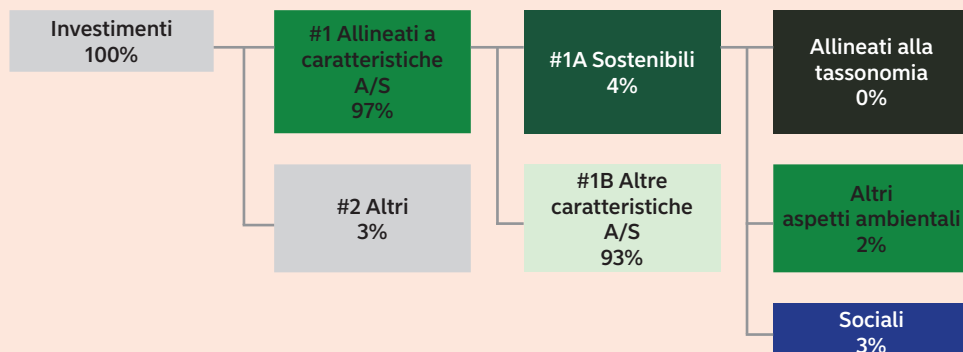 Investimenti
100%
#1 Allineati a
caratteristiche
A/S
97%
#1A Sostenibili
4%
Allineati alla
tassonomia
0%
#2 Altri
3%
#1B Altre
caratteristiche
A/S
93%
Altri
aspetti ambientali
2%
Sociali
3%